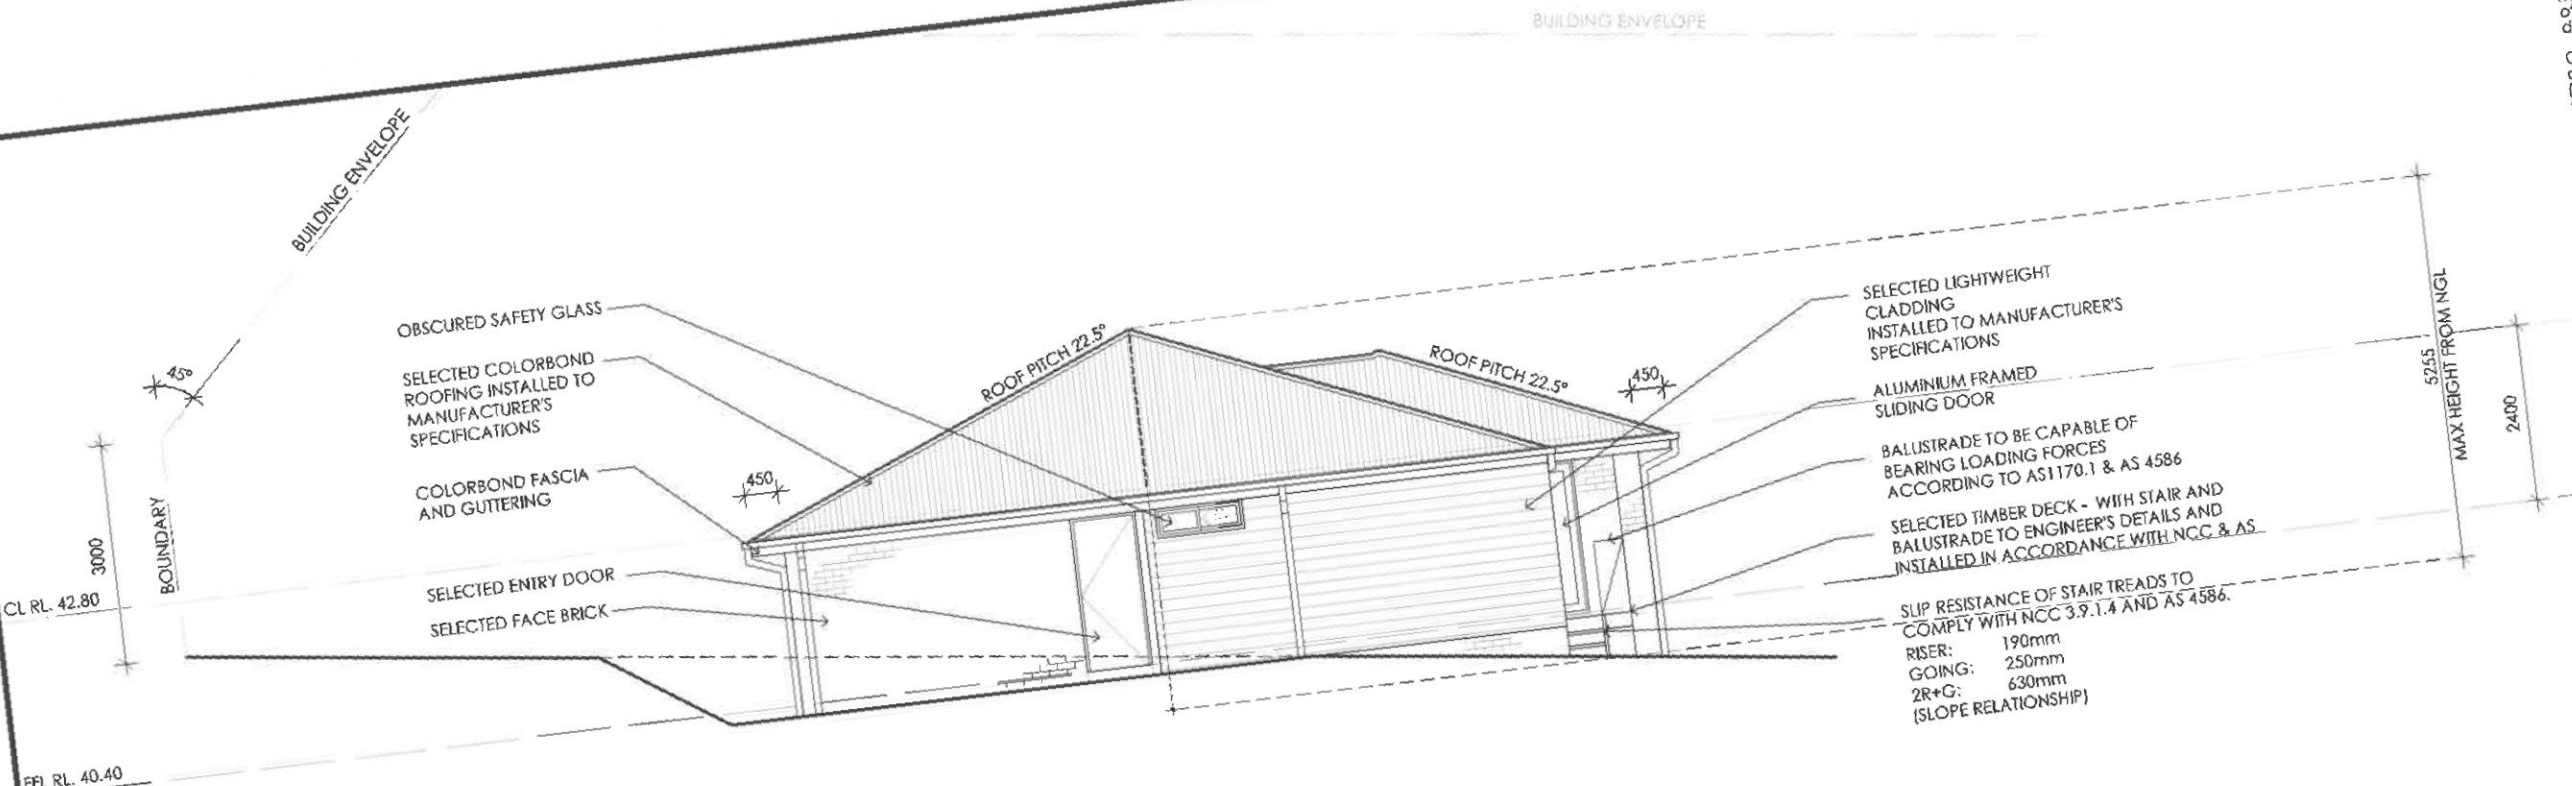 BUILDING ENVELOPE
BUILDING ENVELOPE
45°
3000
BOUNDARY
CL RL. 42.80
FFL RL. 40.40
OBSCURED SAFETY GLASS
SELECTED COLORBOND
ROOFING INSTALLED TO
MANUFACTURER'S
SPECIFICATIONS
COLORBOND FASCIA
AND GUTTERING
SELECTED ENTRY DOOR
SELECTED FACE BRICK
450
ROOF PITCH 22.5°
ROOF PITCH 22.5°
450
SELECTED LIGHTWEIGHT
CLADDING
INSTALLED TO MANUFACTURER'S
SPECIFICATIONS
ALUMINIUM FRAMED
SLIDING DOOR
BALUSTRADE TO BE CAPABLE OF
BEARING LOADING FORCES
ACCORDING TO AS1170.1 & AS 4586
SELECTED TIMBER DECK - WITH STAIR AND
BALUSTRADE TO ENGINEER'S DETAILS AND
INSTALLED IN ACCORDANCE WITH NCC & AS
SLIP RESISTANCE OF STAIR TREADS TO
COMPLY WITH NCC 3.9.1.4 AND AS 4586.
RISER: 190mm
GOING: 250mm
2R+G: 630mm
(SLOPE RELATIONSHIP)
5255
MAX HEIGHT FROM NGL
2400